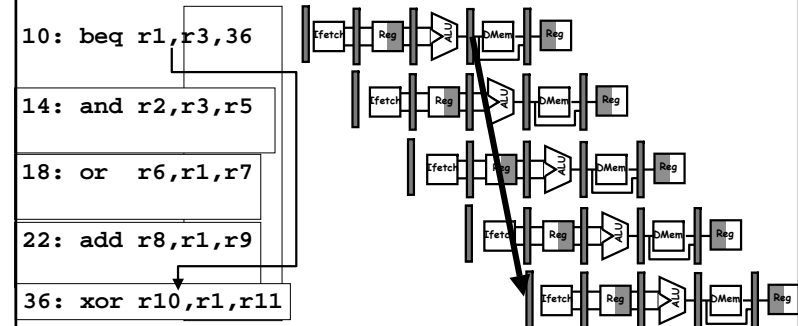 10: beq r1,r3,36 Ifetch Reg ALU DMem Reg
14: and r2,r3,r5 Ifetch Reg ALU DMem Reg
18: or r6,r1,r7 Ifetch Reg ALU DMem Reg
22: add r8,r1,r9 Ifetch Reg ALU DMem Reg
36: xor r10,r1,r11 Ifetch Reg ALU DMem Reg